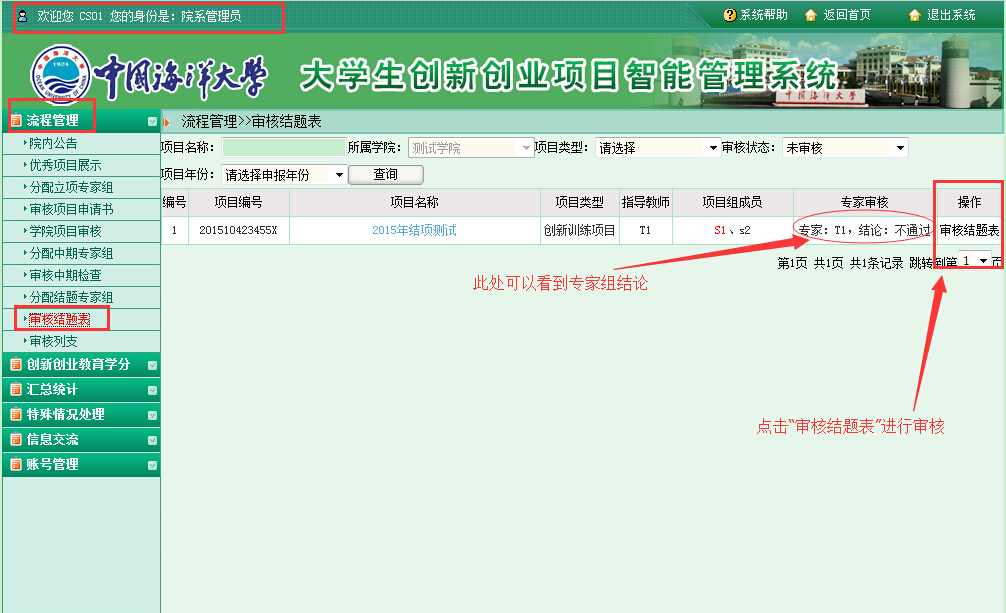 欢迎您 CS01 您的身份是：院系管理员
系统帮助 返回首页 退出系统
中国海洋大学 大学生创新创业项目智能管理系统
中国海洋大学
1924
流程管理
院内公告
优秀项目展示
分配立项专家组
审核项目申请书
学院项目审核
分配中期专家组
审核中期检查
分配结题专家组
审核结题表
审核列支
创新创业教育学分
汇总统计
特殊情况处理
信息交流
账号管理
流程管理>>审核结题表
项目名称： 所属学院：测试学院 项目类型：请选择 审核状态：未审核
项目年份：请选择申报年份 查询
编号 项目编号 项目名称 项目类型 指导教师 项目组成员 专家审核 操作
1 201510423455X 2015年结项测试 创新训练项目 T1 S1、s2 专家：T1，结论：不通过 审核结题表
第1页 共1页 共1条记录 跳转到第 1 页
此处可以看到专家组结论
点击“审核结题表”进行审核